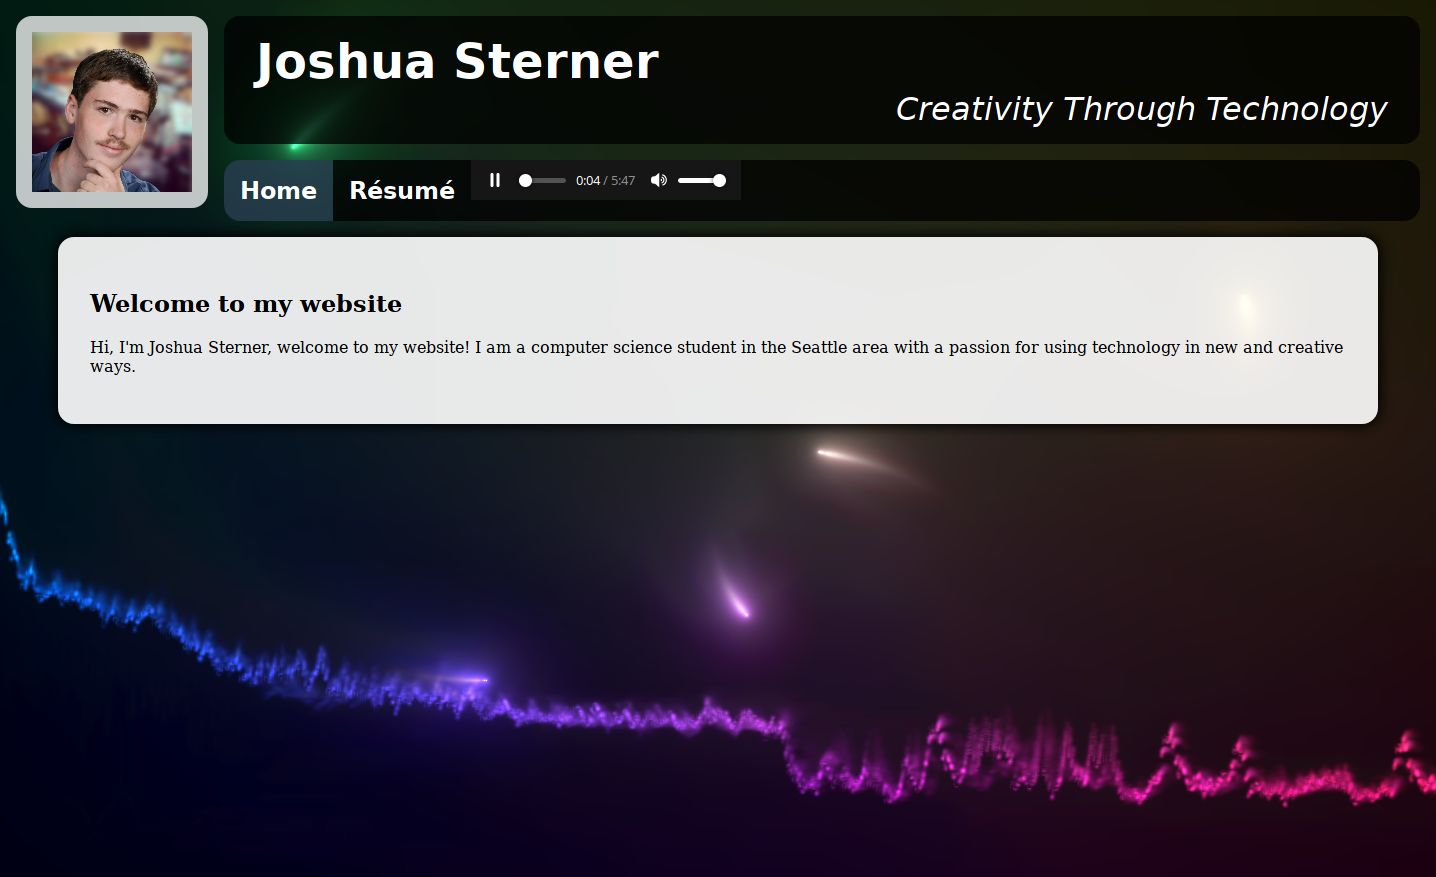 Joshua Sterner
Creativity Through Technology
Home Résumé 0:04 / 5:47
Welcome to my website
Hi, I'm Joshua Sterner, welcome to my website! I am a computer science student in the Seattle area with a passion for using technology in new and creative
ways.